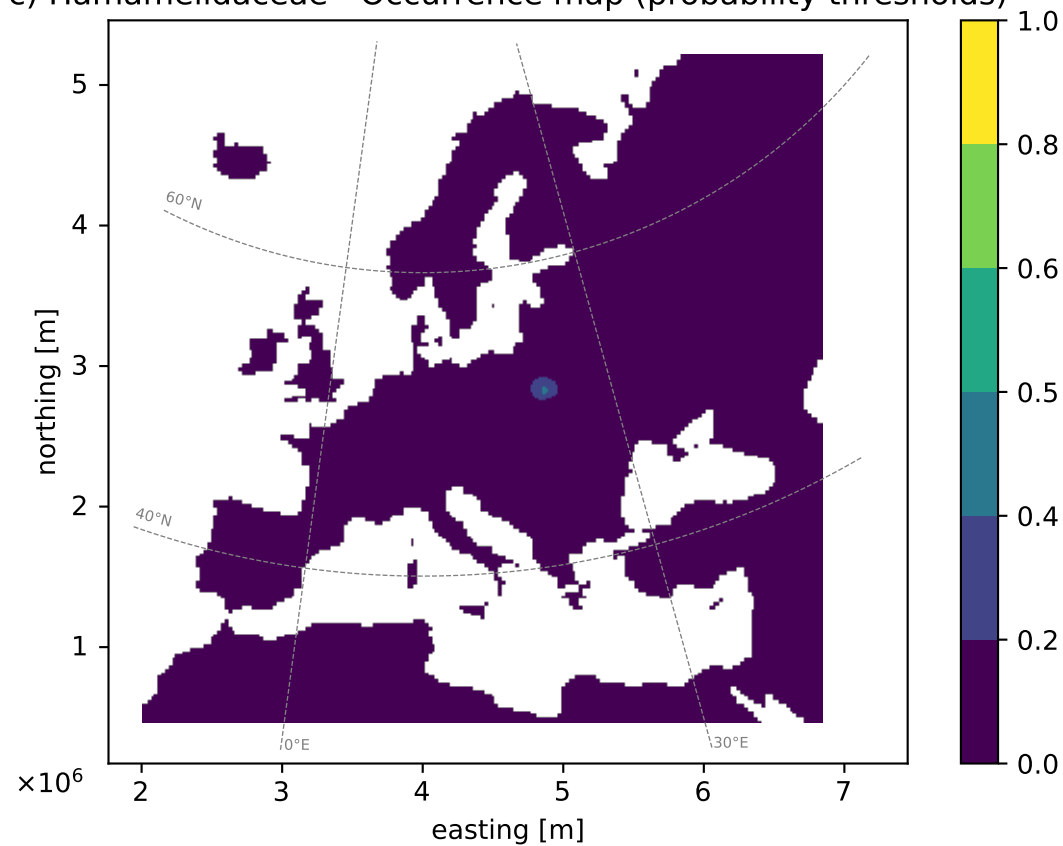 c) Hamamelidaceae - Occurrence map (probability thresholds)
1.0
5
0.8
60°N
4
0.6
3
0.5
northing [m]
40°N
2
0.4
1
0.2
0°E
30°E
0.0
×10⁶
2 3 4 5 6 7
easting [m]